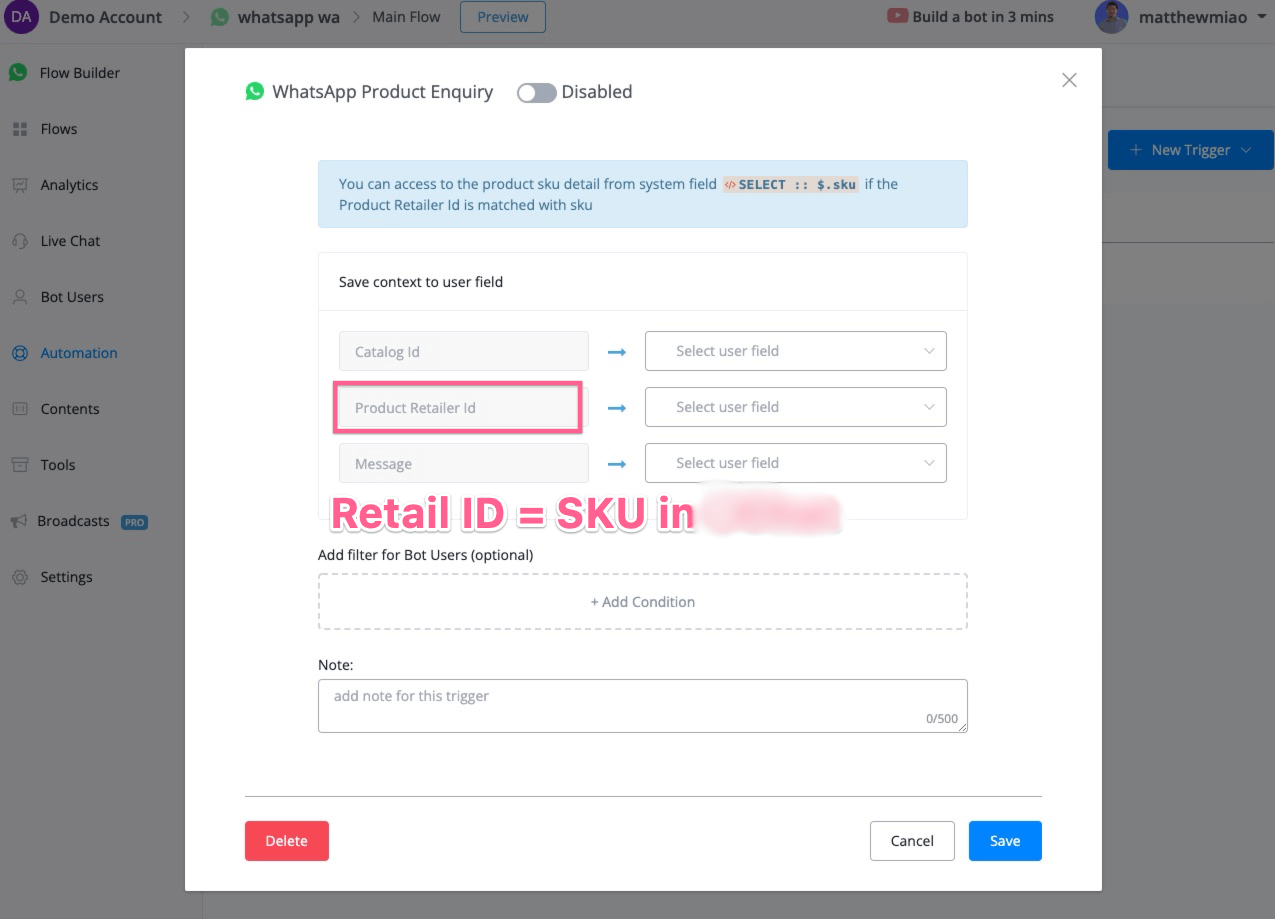 DA Demo Account > whatsapp wa > Main Flow Preview Build a bot in 3 mins matthewmiao
Flow Builder
Flows
Analytics
Live Chat
Bot Users
Automation
Contents
Tools
Broadcasts PRO
Settings
WhatsApp Product Enquiry Disabled
+ New Trigger
You can access to the product sku detail from system field </> SELECT :: $.sku if the
Product Retailer Id is matched with sku
Save context to user field
Catalog Id → Select user field
Product Retailer Id → Select user field
Message → Select user field
Retail ID = SKU in
Add filter for Bot Users (optional)
+ Add Condition
Note:
add note for this trigger
0/500
Delete Cancel Save